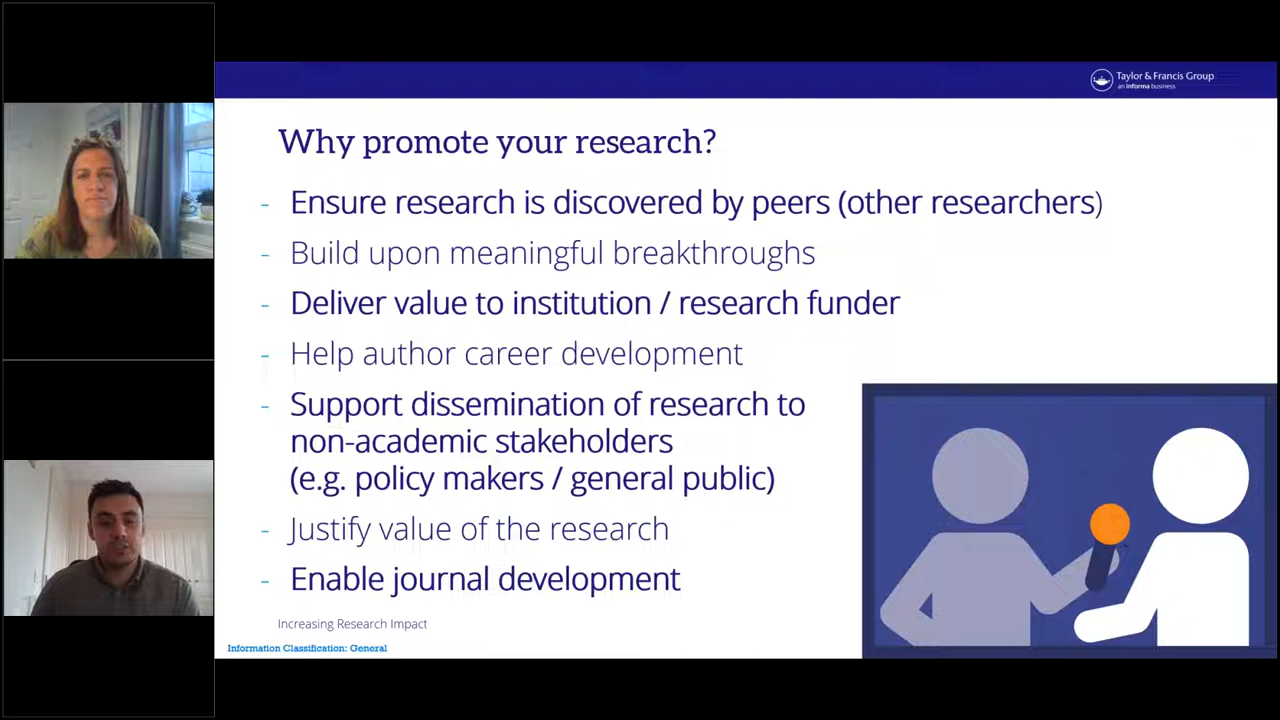 Taylor & Francis Group
an informa business
Why promote your research?
- Ensure research is discovered by peers (other researchers)
- Build upon meaningful breakthroughs
- Deliver value to institution / research funder
- Help author career development
- Support dissemination of research to
non-academic stakeholders
(e.g. policy makers / general public)
- Justify value of the research
- Enable journal development
Increasing Research Impact
Information Classification: General